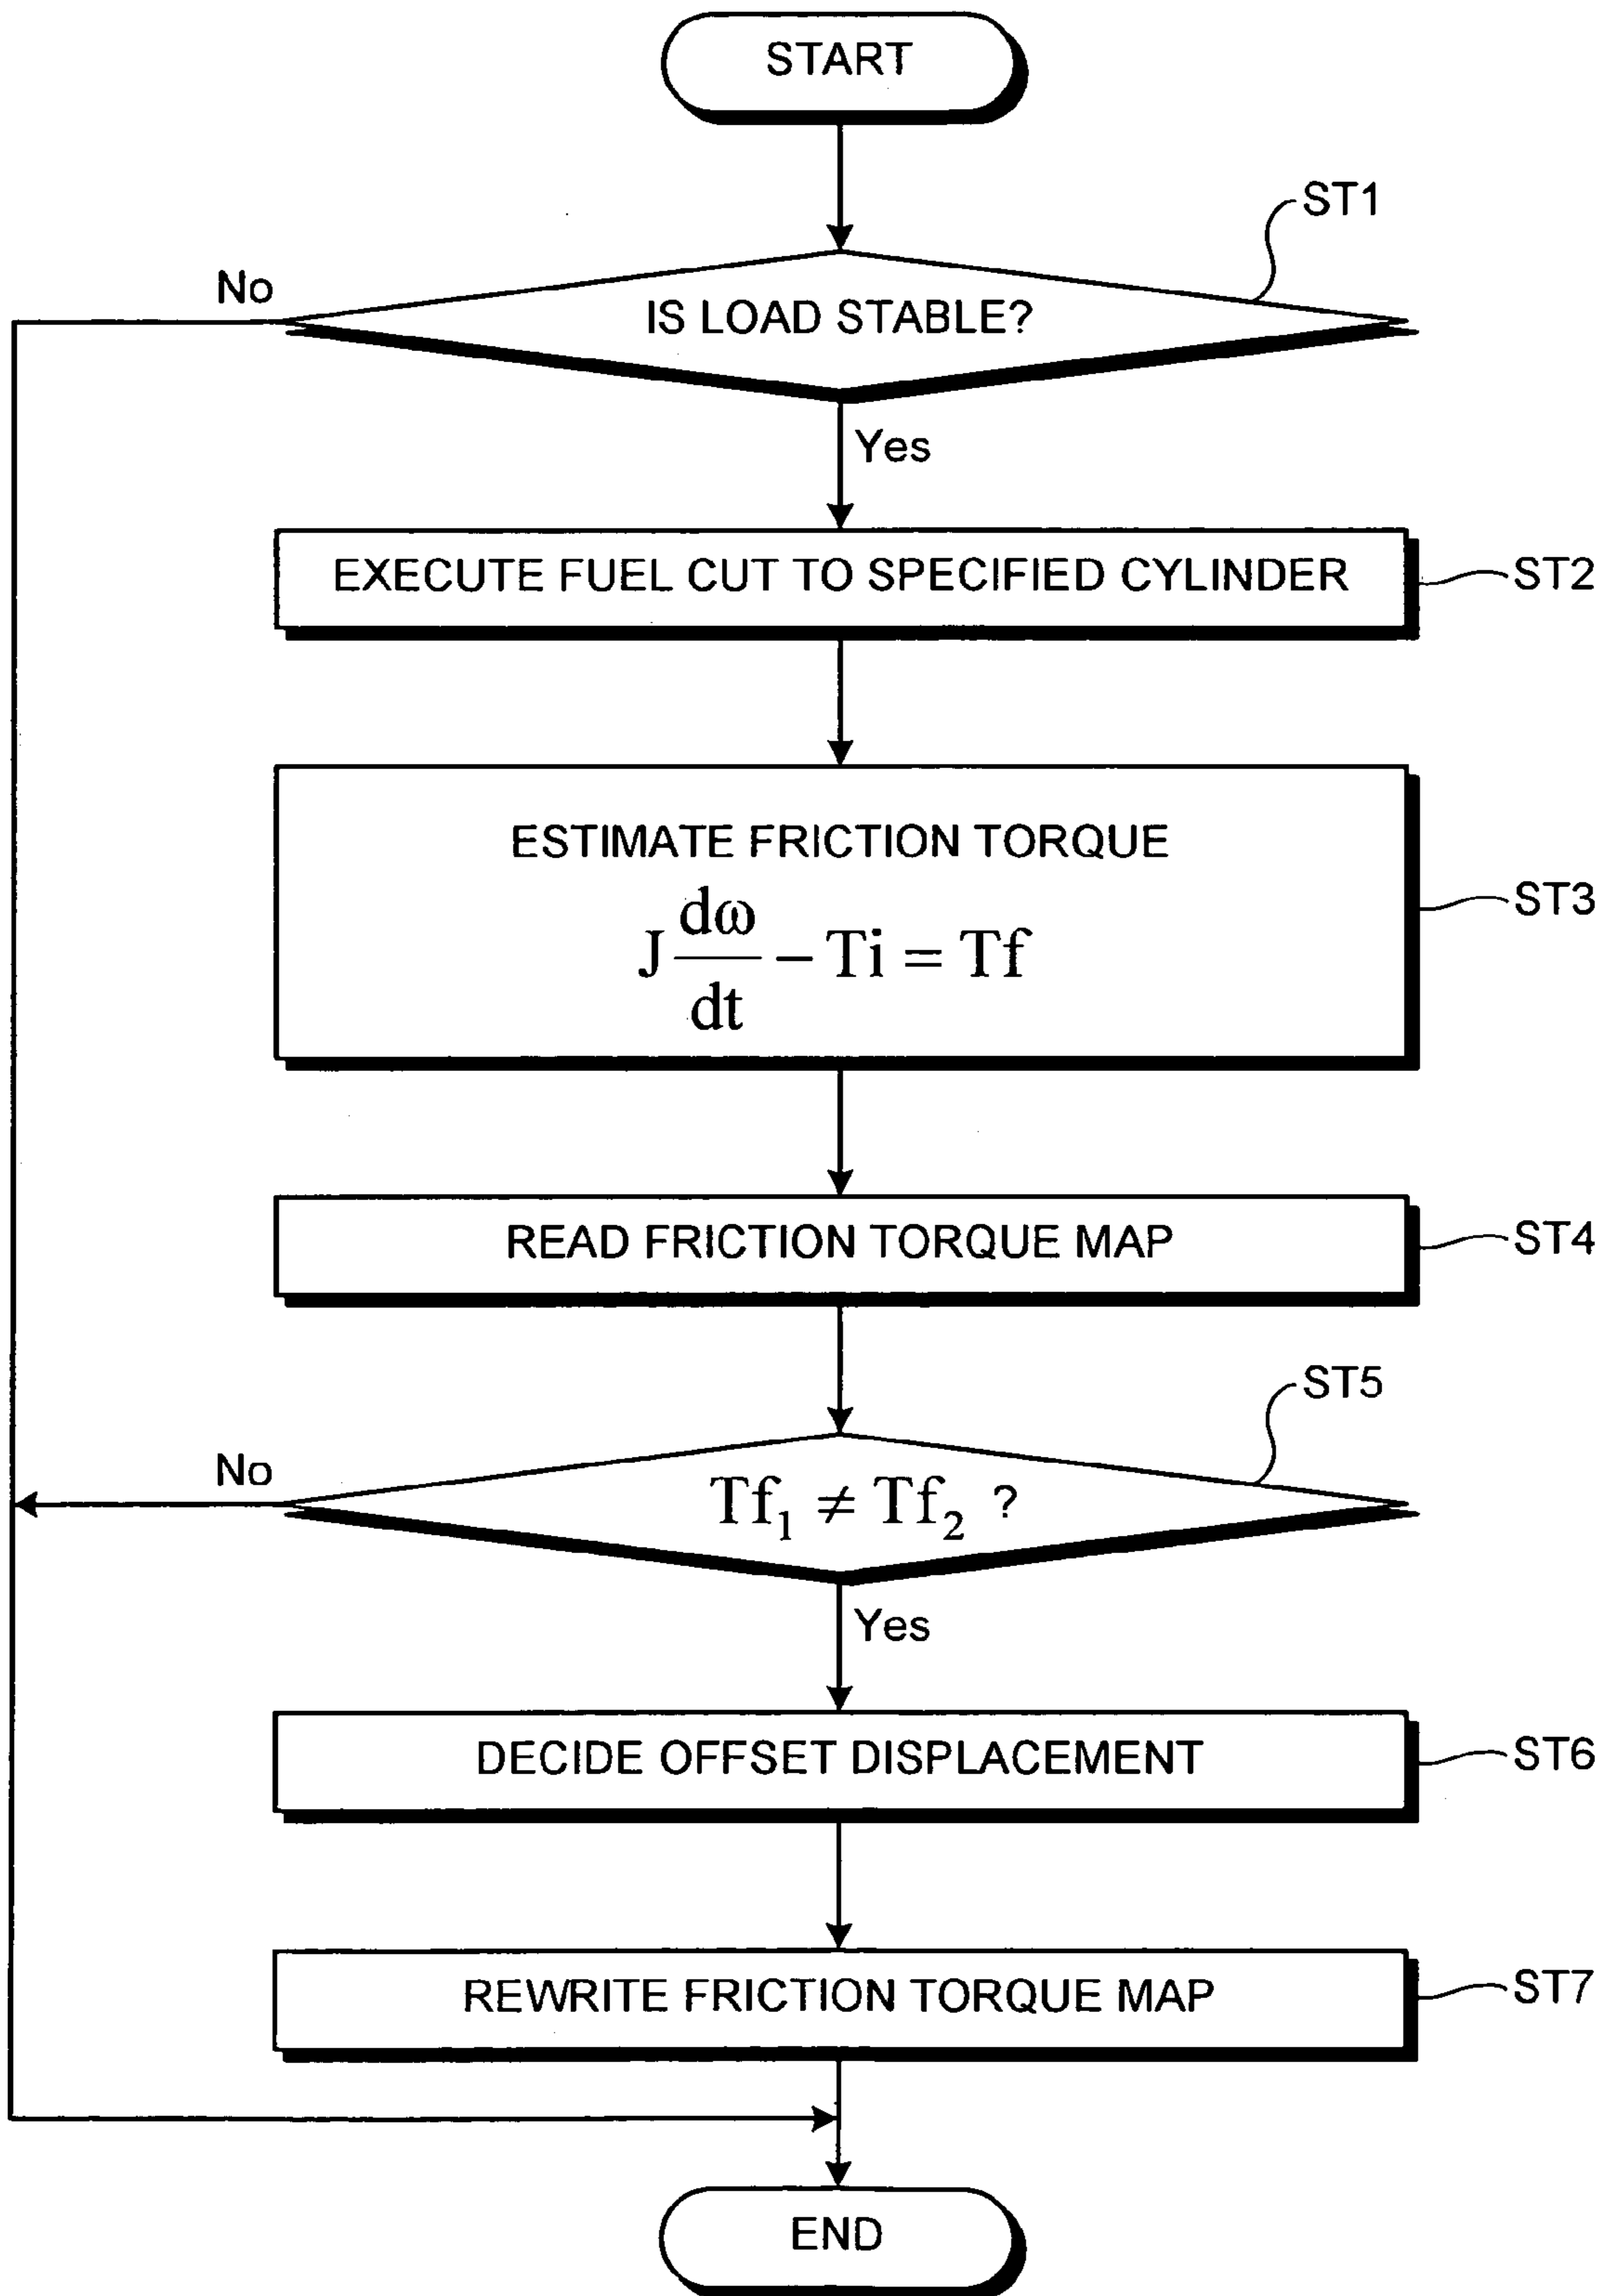 START
ST1
No
IS LOAD STABLE?
Yes
EXECUTE FUEL CUT TO SPECIFIED CYLINDER
ST2
ESTIMATE FRICTION TORQUE
J dω/dt − Ti = Tf
ST3
READ FRICTION TORQUE MAP
ST4
ST5
No
Tf₁ ≠ Tf₂ ?
Yes
DECIDE OFFSET DISPLACEMENT
ST6
REWRITE FRICTION TORQUE MAP
ST7
END